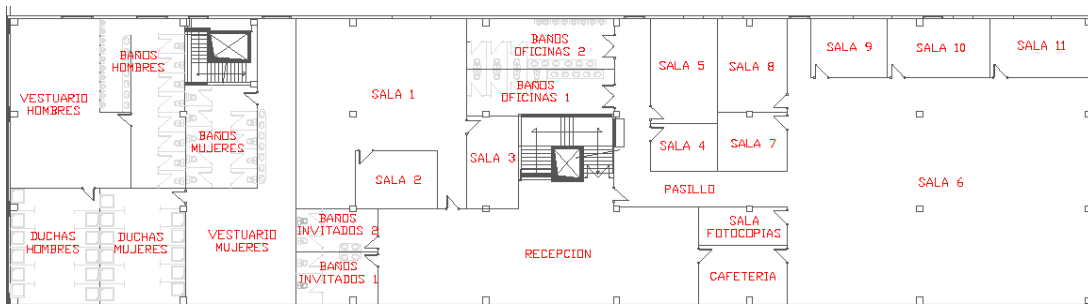 VESTUARIO
HOMBRES
BAÑOS
HOMBRES
BAÑOS
MUJERES
DUCHAS
HOMBRES
DUCHAS
MUJERES
VESTUARIO
MUJERES
SALA 1
SALA 2
SALA 3
BAÑOS
OFICINAS 2
BAÑOS
OFICINAS 1
BAÑOS
INVITADOS 2
BAÑOS
INVITADOS 1
RECEPCION
SALA 5
SALA 8
SALA 4
SALA 7
PASILLO
SALA
FOTOCOPIAS
CAFETERIA
SALA 9
SALA 10
SALA 11
SALA 6